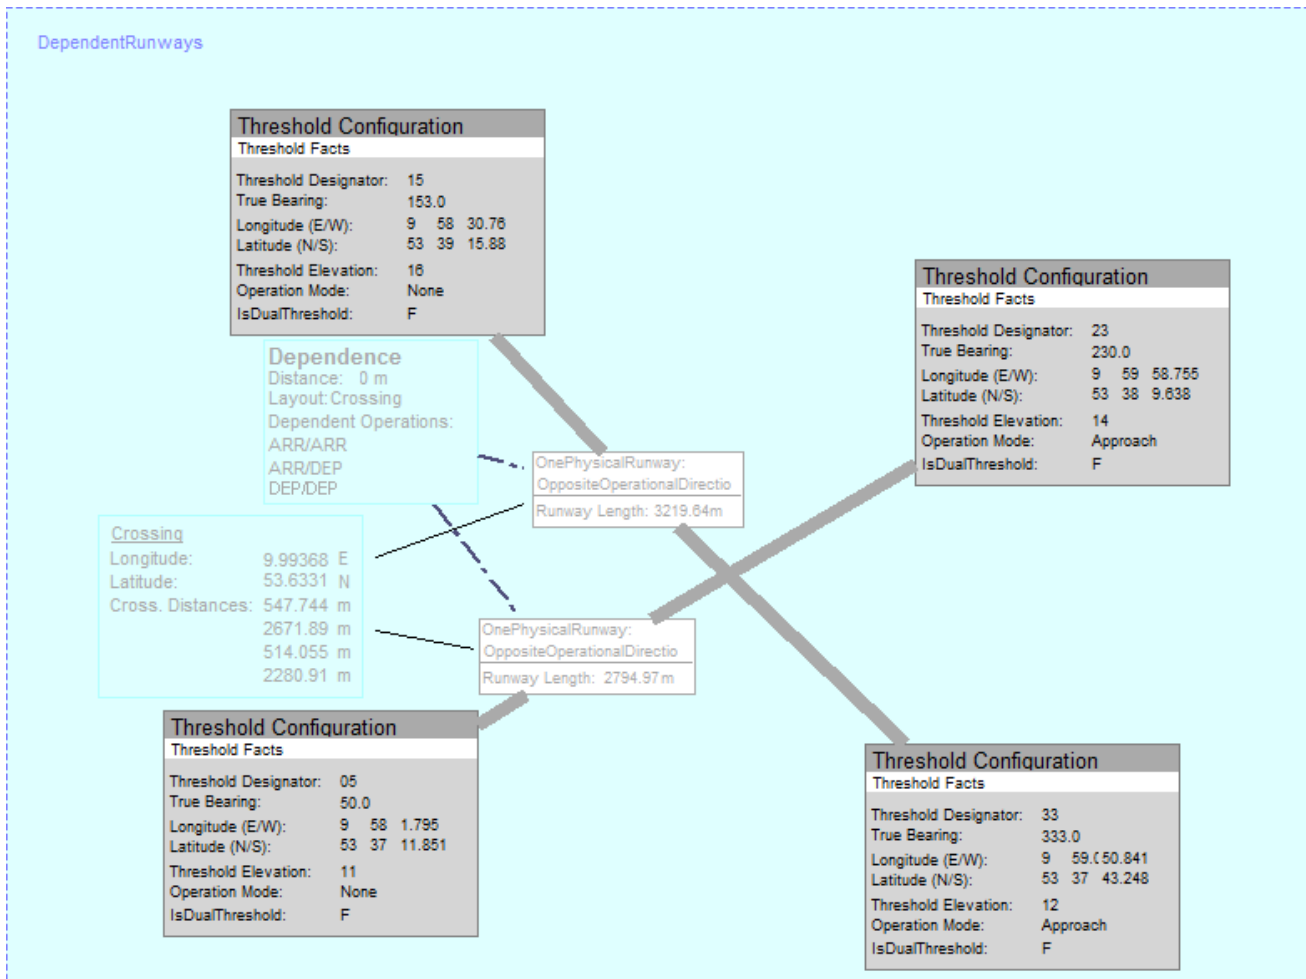 DependentRunways
Threshold Configuration
Threshold Facts
Threshold Designator: 15
True Bearing: 153.0
Longitude (E/W): 9 58 30.76
Latitude (N/S): 53 39 15.88
Threshold Elevation: 16
Operation Mode: None
IsDualThreshold: F
Threshold Configuration
Threshold Facts
Threshold Designator: 23
True Bearing: 230.0
Longitude (E/W): 9 59 58.755
Latitude (N/S): 53 38 9.638
Threshold Elevation: 14
Operation Mode: Approach
IsDualThreshold: F
Dependence
Distance: 0 m
Layout: Crossing
Dependent Operations:
ARR/ARR
ARR/DEP
DEP/DEP
OnePhysicalRunway:
OppositeOperationalDirectio
Runway Length: 3219.64m
Crossing
Longitude: 9.99368 E
Latitude: 53.6331 N
Cross. Distances: 547.744 m
2671.89 m
514.055 m
2280.91 m
OnePhysicalRunway:
OppositeOperationalDirectio
Runway Length: 2794.97m
Threshold Configuration
Threshold Facts
Threshold Designator: 05
True Bearing: 50.0
Longitude (E/W): 9 58 1.795
Latitude (N/S): 53 37 11.851
Threshold Elevation: 11
Operation Mode: None
IsDualThreshold: F
Threshold Configuration
Threshold Facts
Threshold Designator: 33
True Bearing: 333.0
Longitude (E/W): 9 59.( 50.841
Latitude (N/S): 53 37 43.248
Threshold Elevation: 12
Operation Mode: Approach
IsDualThreshold: F